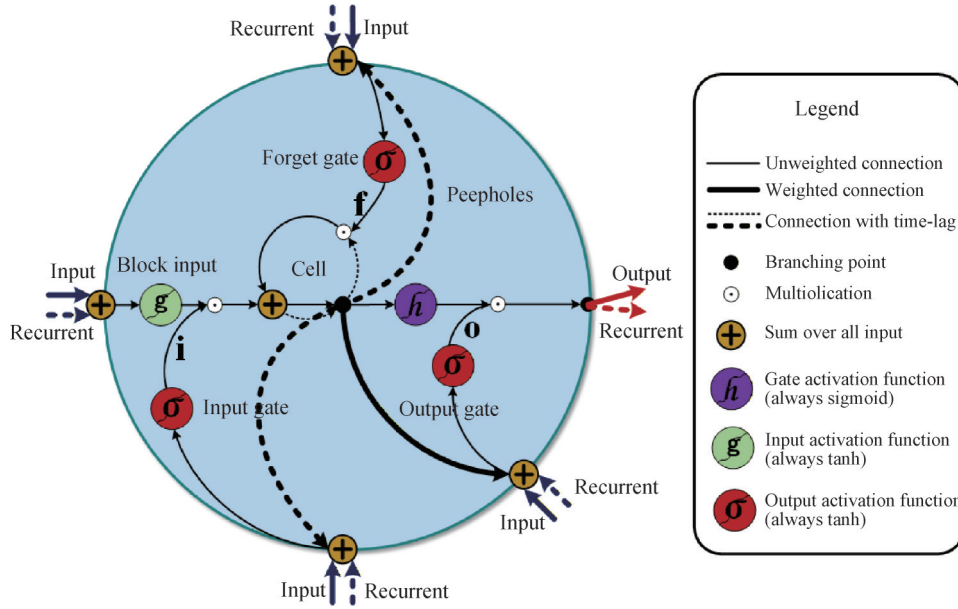 Recurrent
Input
Forget gate
σ
f
Peepholes
Block input
Cell
Input
Recurrent
g
h
Output
Recurrent
i
o
σ
σ
Input gate
Output gate
Recurrent
Input
Input
Recurrent
Legend
Unweighted connection
Weighted connection
Connection with time-lag
Branching point
Multiolication
Sum over all input
h
Gate activation function
(always sigmoid)
g
Input activation function
(always tanh)
σ
Output activation function
(always tanh)